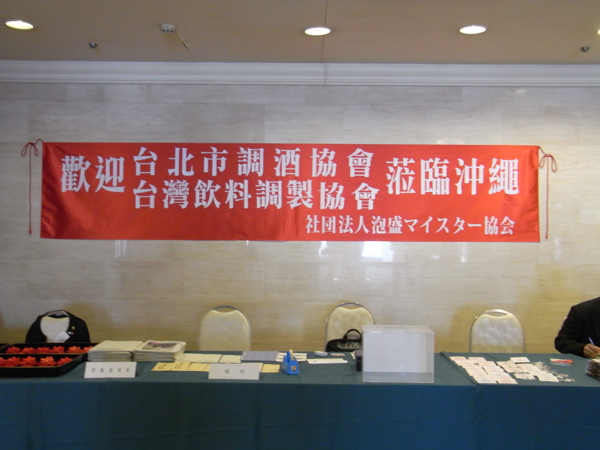 歡迎
台北市調酒協會
台灣飲料調製協會
蒞臨沖繩
社団法人泡盛マイスター協会